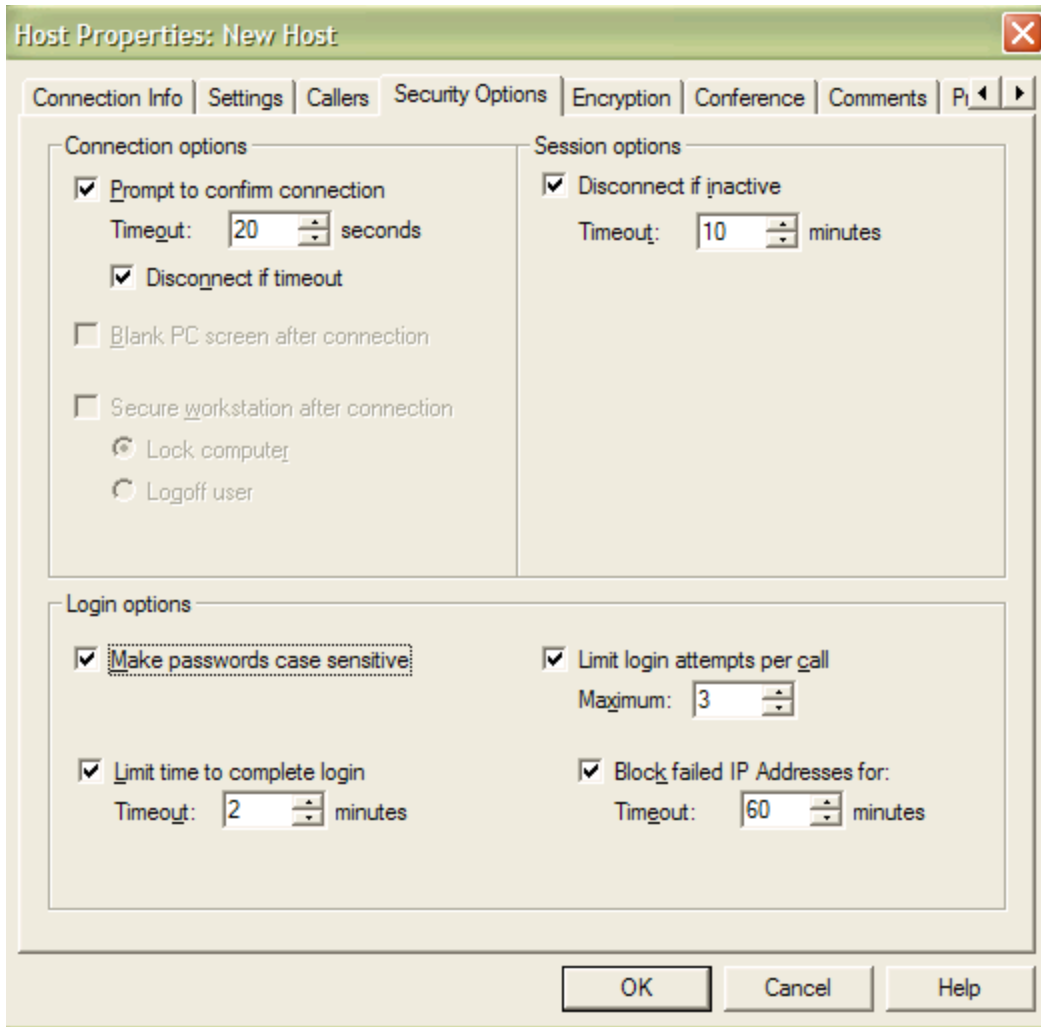 Host Properties: New Host
Connection Info Settings Callers Security Options Encryption Conference Comments
Connection options
Prompt to confirm connection
Timeout: 20 seconds
Disconnect if timeout
Blank PC screen after connection
Secure workstation after connection
Lock computer
Logoff user
Session options
Disconnect if inactive
Timeout: 10 minutes
Login options
Make passwords case sensitive
Limit login attempts per call
Maximum: 3
Limit time to complete login
Timeout: 2 minutes
Block failed IP Addresses for:
Timeout: 60 minutes
OK Cancel Help